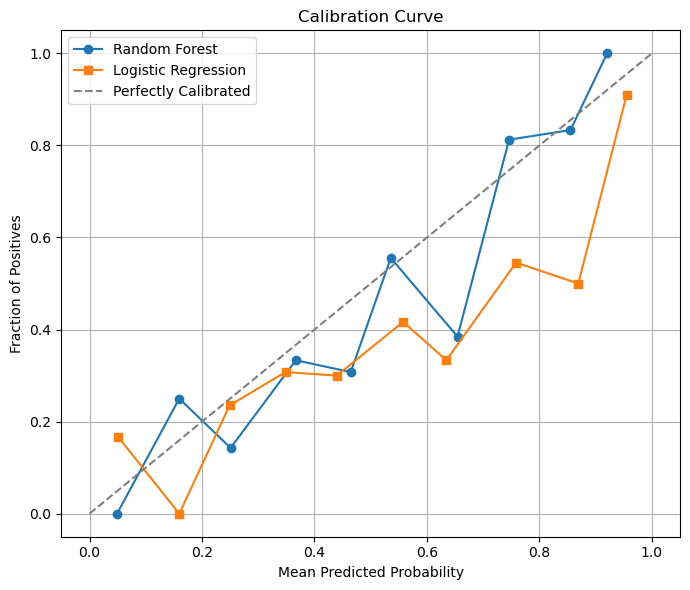 Calibration Curve
Random Forest
Logistic Regression
Perfectly Calibrated
Fraction of Positives
1.0
0.8
0.6
0.4
0.2
0.0
0.0 0.2 0.4 0.6 0.8 1.0
Mean Predicted Probability